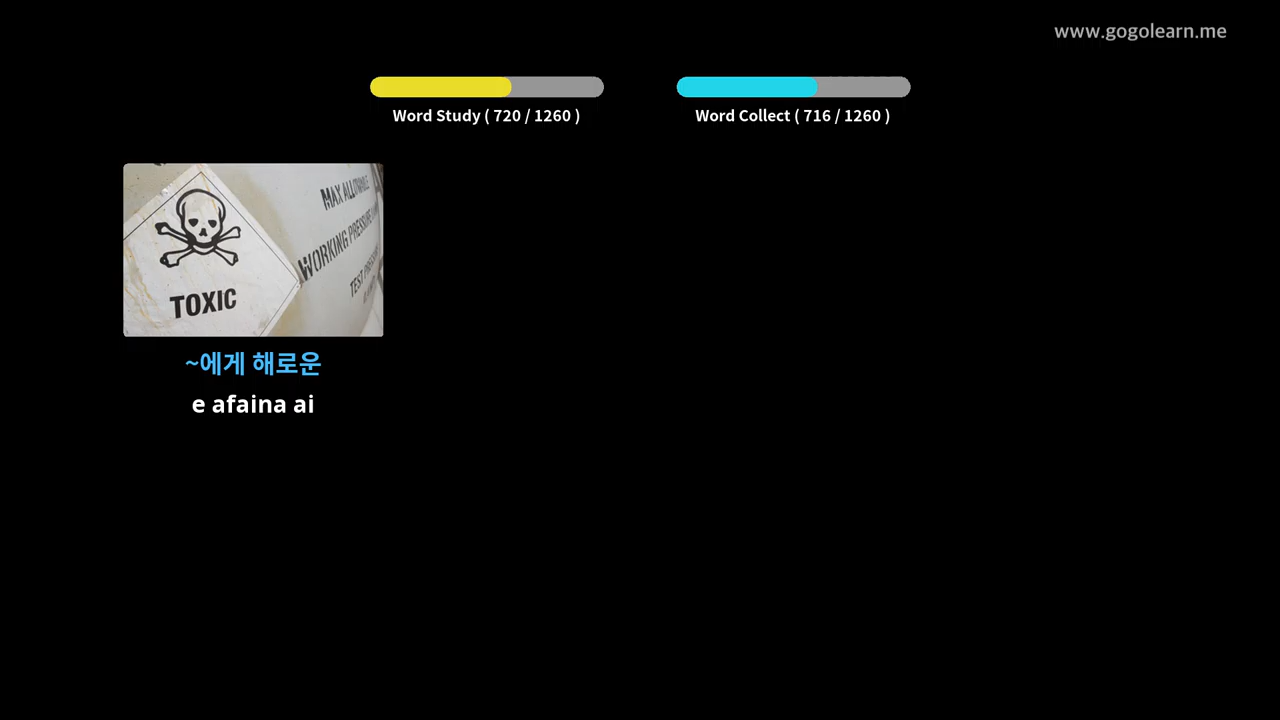 www.gogolearn.me
Word Study ( 720 / 1260 )
Word Collect ( 716 / 1260 )
MAX ALLOWABLE
WORKING PRESSURE
TEST
TOXIC
~에게 해로운
e afaina ai